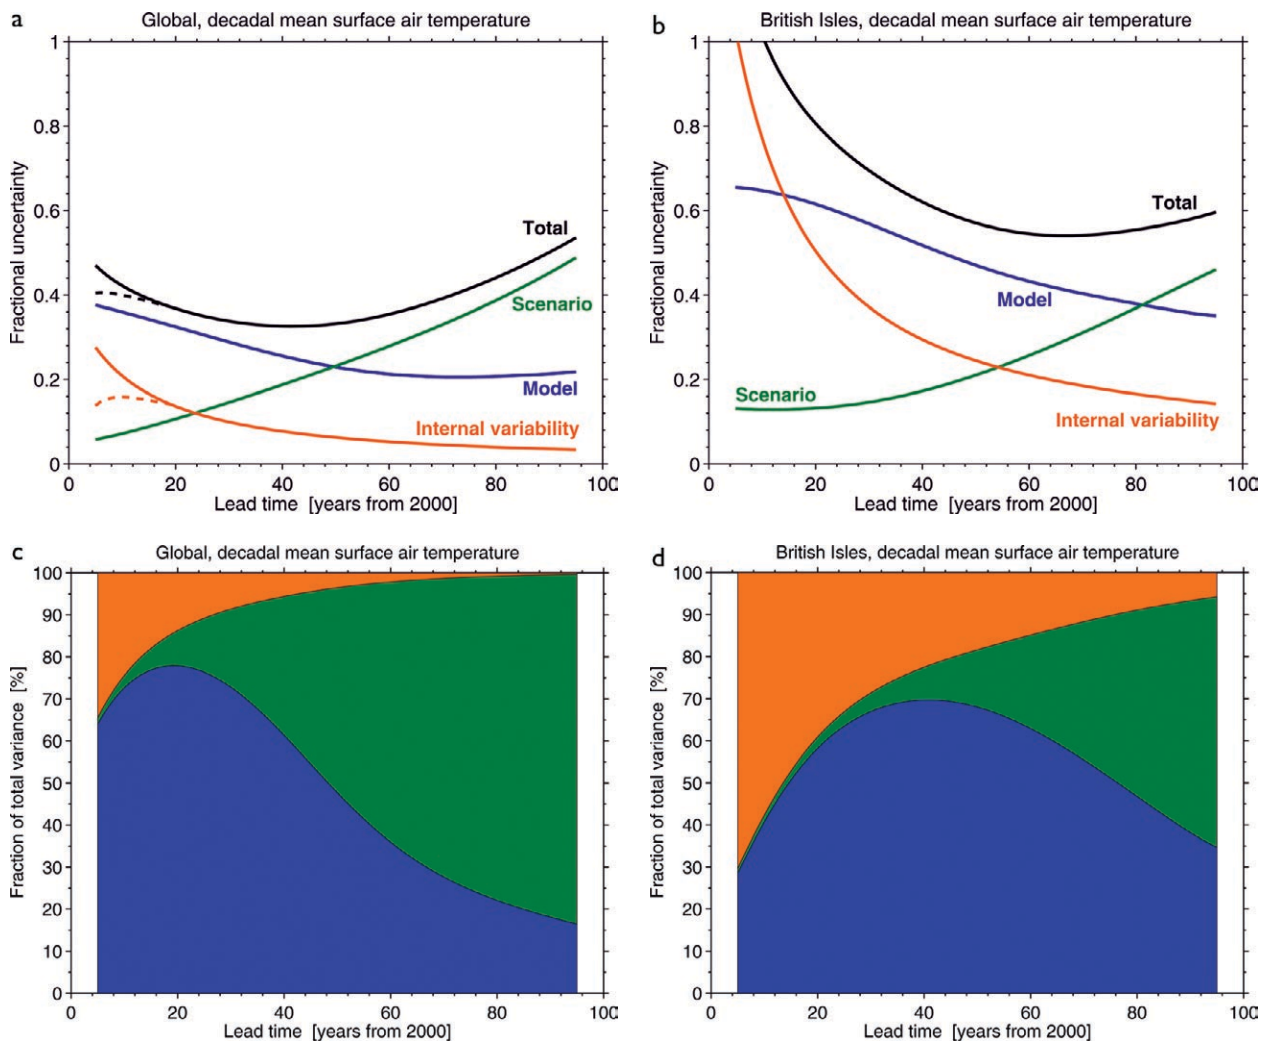 a
Global, decadal mean surface air temperature
1
0.8
0.6
0.4
0.2
0
Fractional uncertainty
Total
Scenario
Model
Internal variability
0 20 40 60 80 100
Lead time [years from 2000]
b
British Isles, decadal mean surface air temperature
1
0.8
0.6
0.4
0.2
0
Fractional uncertainty
Total
Model
Scenario
Internal variability
0 20 40 60 80 100
Lead time [years from 2000]
c
Global, decadal mean surface air temperature
100
90
80
70
60
50
40
30
20
10
0
Fraction of total variance [%]
0 20 40 60 80 100
Lead time [years from 2000]
d
British Isles, decadal mean surface air temperature
100
90
80
70
60
50
40
30
20
10
0
Fraction of total variance [%]
0 20 40 60 80 100
Lead time [years from 2000]